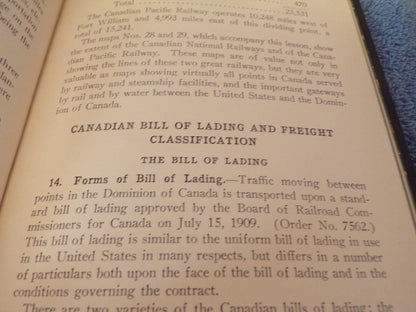 Total 23,531
The Canadian Pacific Railway operates 10,248 miles west of
Fort William and 4,993 miles east of this dividing point, a
total of 15,241.
The maps Nos. 28 and 29, which accompany this lesson, show
the extent of the Canadian National Railways and of the Cana-
dian Pacific Railway. These maps are of value not only in
showing the lines of these two great railways, but they are very
valuable as maps showing virtually all points in Canada served
by railway and steamship facilities, and the important gateways
by rail and by water between the United States and the Domin-
ion of Canada.
CANADIAN BILL OF LADING AND FREIGHT
CLASSIFICATION
THE BILL OF LADING
14. Forms of Bill of Lading.—Traffic moving between
points in the Dominion of Canada is transported upon a stand-
ard bill of lading approved by the Board of Railroad Com-
missioners for Canada on July 15, 1909. (Order No. 7562.)
This bill of lading is similar to the uniform bill of lading in use
in the United States in many respects, but differs in a number
of particulars both upon the face of the bill of lading and in the
conditions governing the contract.
There are two varieties of the Canadian bills of lading: the